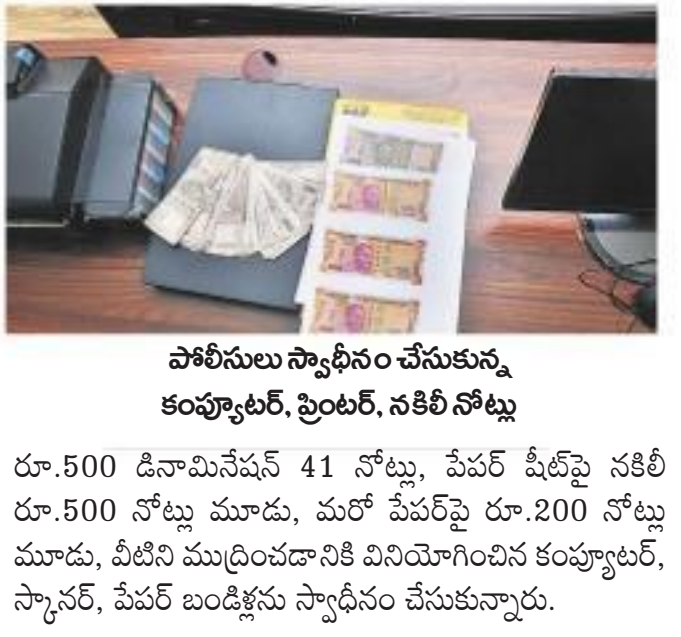 పోలీసులు స్వాధీనం చేసుకున్న
కంప్యూటర్, ప్రింటర్, నకిలీ నోట్లు
రూ.500 డినామినేషన్ 41 నోట్లు, పేపర్ షీట్‌పై నకిలీ
రూ.500 నోట్లు మూడు, మరో పేపర్‌పై రూ.200 నోట్లు
మూడు, వీటిని ముద్రించడానికి వినియోగించిన కంప్యూటర్,
స్కానర్, పేపర్ బండిళ్లను స్వాధీనం చేసుకున్నారు.